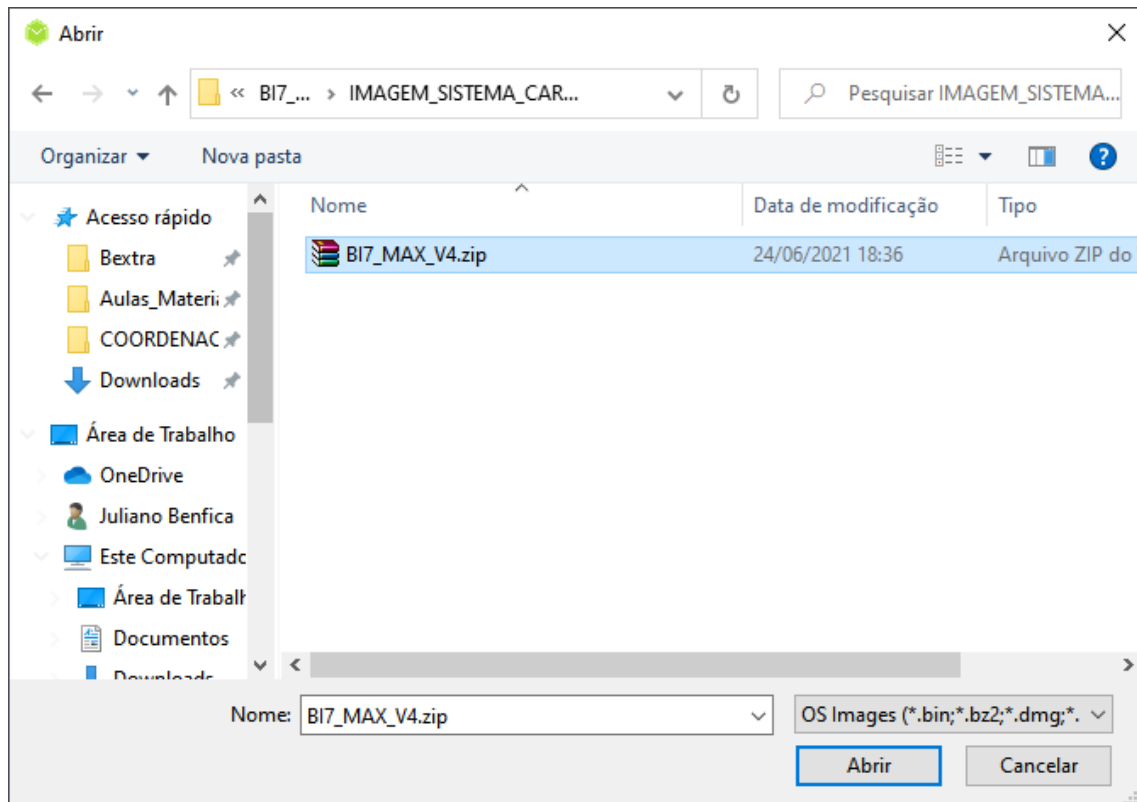 Abrir
« BI7_... › IMAGEM_SISTEMA_CAR...
Pesquisar IMAGEM_SISTEMA...
Organizar
Nova pasta
Nome
Data de modificação
Tipo
BI7_MAX_V4.zip
24/06/2021 18:36
Arquivo ZIP do
Acesso rápido
Bextra
Aulas_Materi
COORDENAC
Downloads
Área de Trabalho
OneDrive
Juliano Benfica
Este Computadc
Área de Trabalh
Documentos
Downloads
Nome:
BI7_MAX_V4.zip
OS Images (*.bin;*.bz2;*.dmg;*.
Abrir
Cancelar